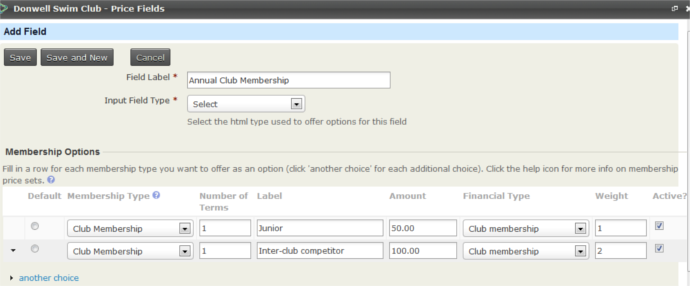 Donwell Swim Club - Price Fields
Add Field
Save Save and New Cancel
Field Label * Annual Club Membership
Input Field Type * Select
Select the html type used to offer options for this field
Membership Options
Fill in a row for each membership type you want to offer as an option (click 'another choice' for each additional choice). Click the help icon for more info on membership
price sets.
Default Membership Type Number of Terms Label Amount Financial Type Weight Active?
Club Membership 1 Junior 50.00 Club membership 1
Club Membership 1 Inter-club competitor 100.00 Club membership 2
another choice